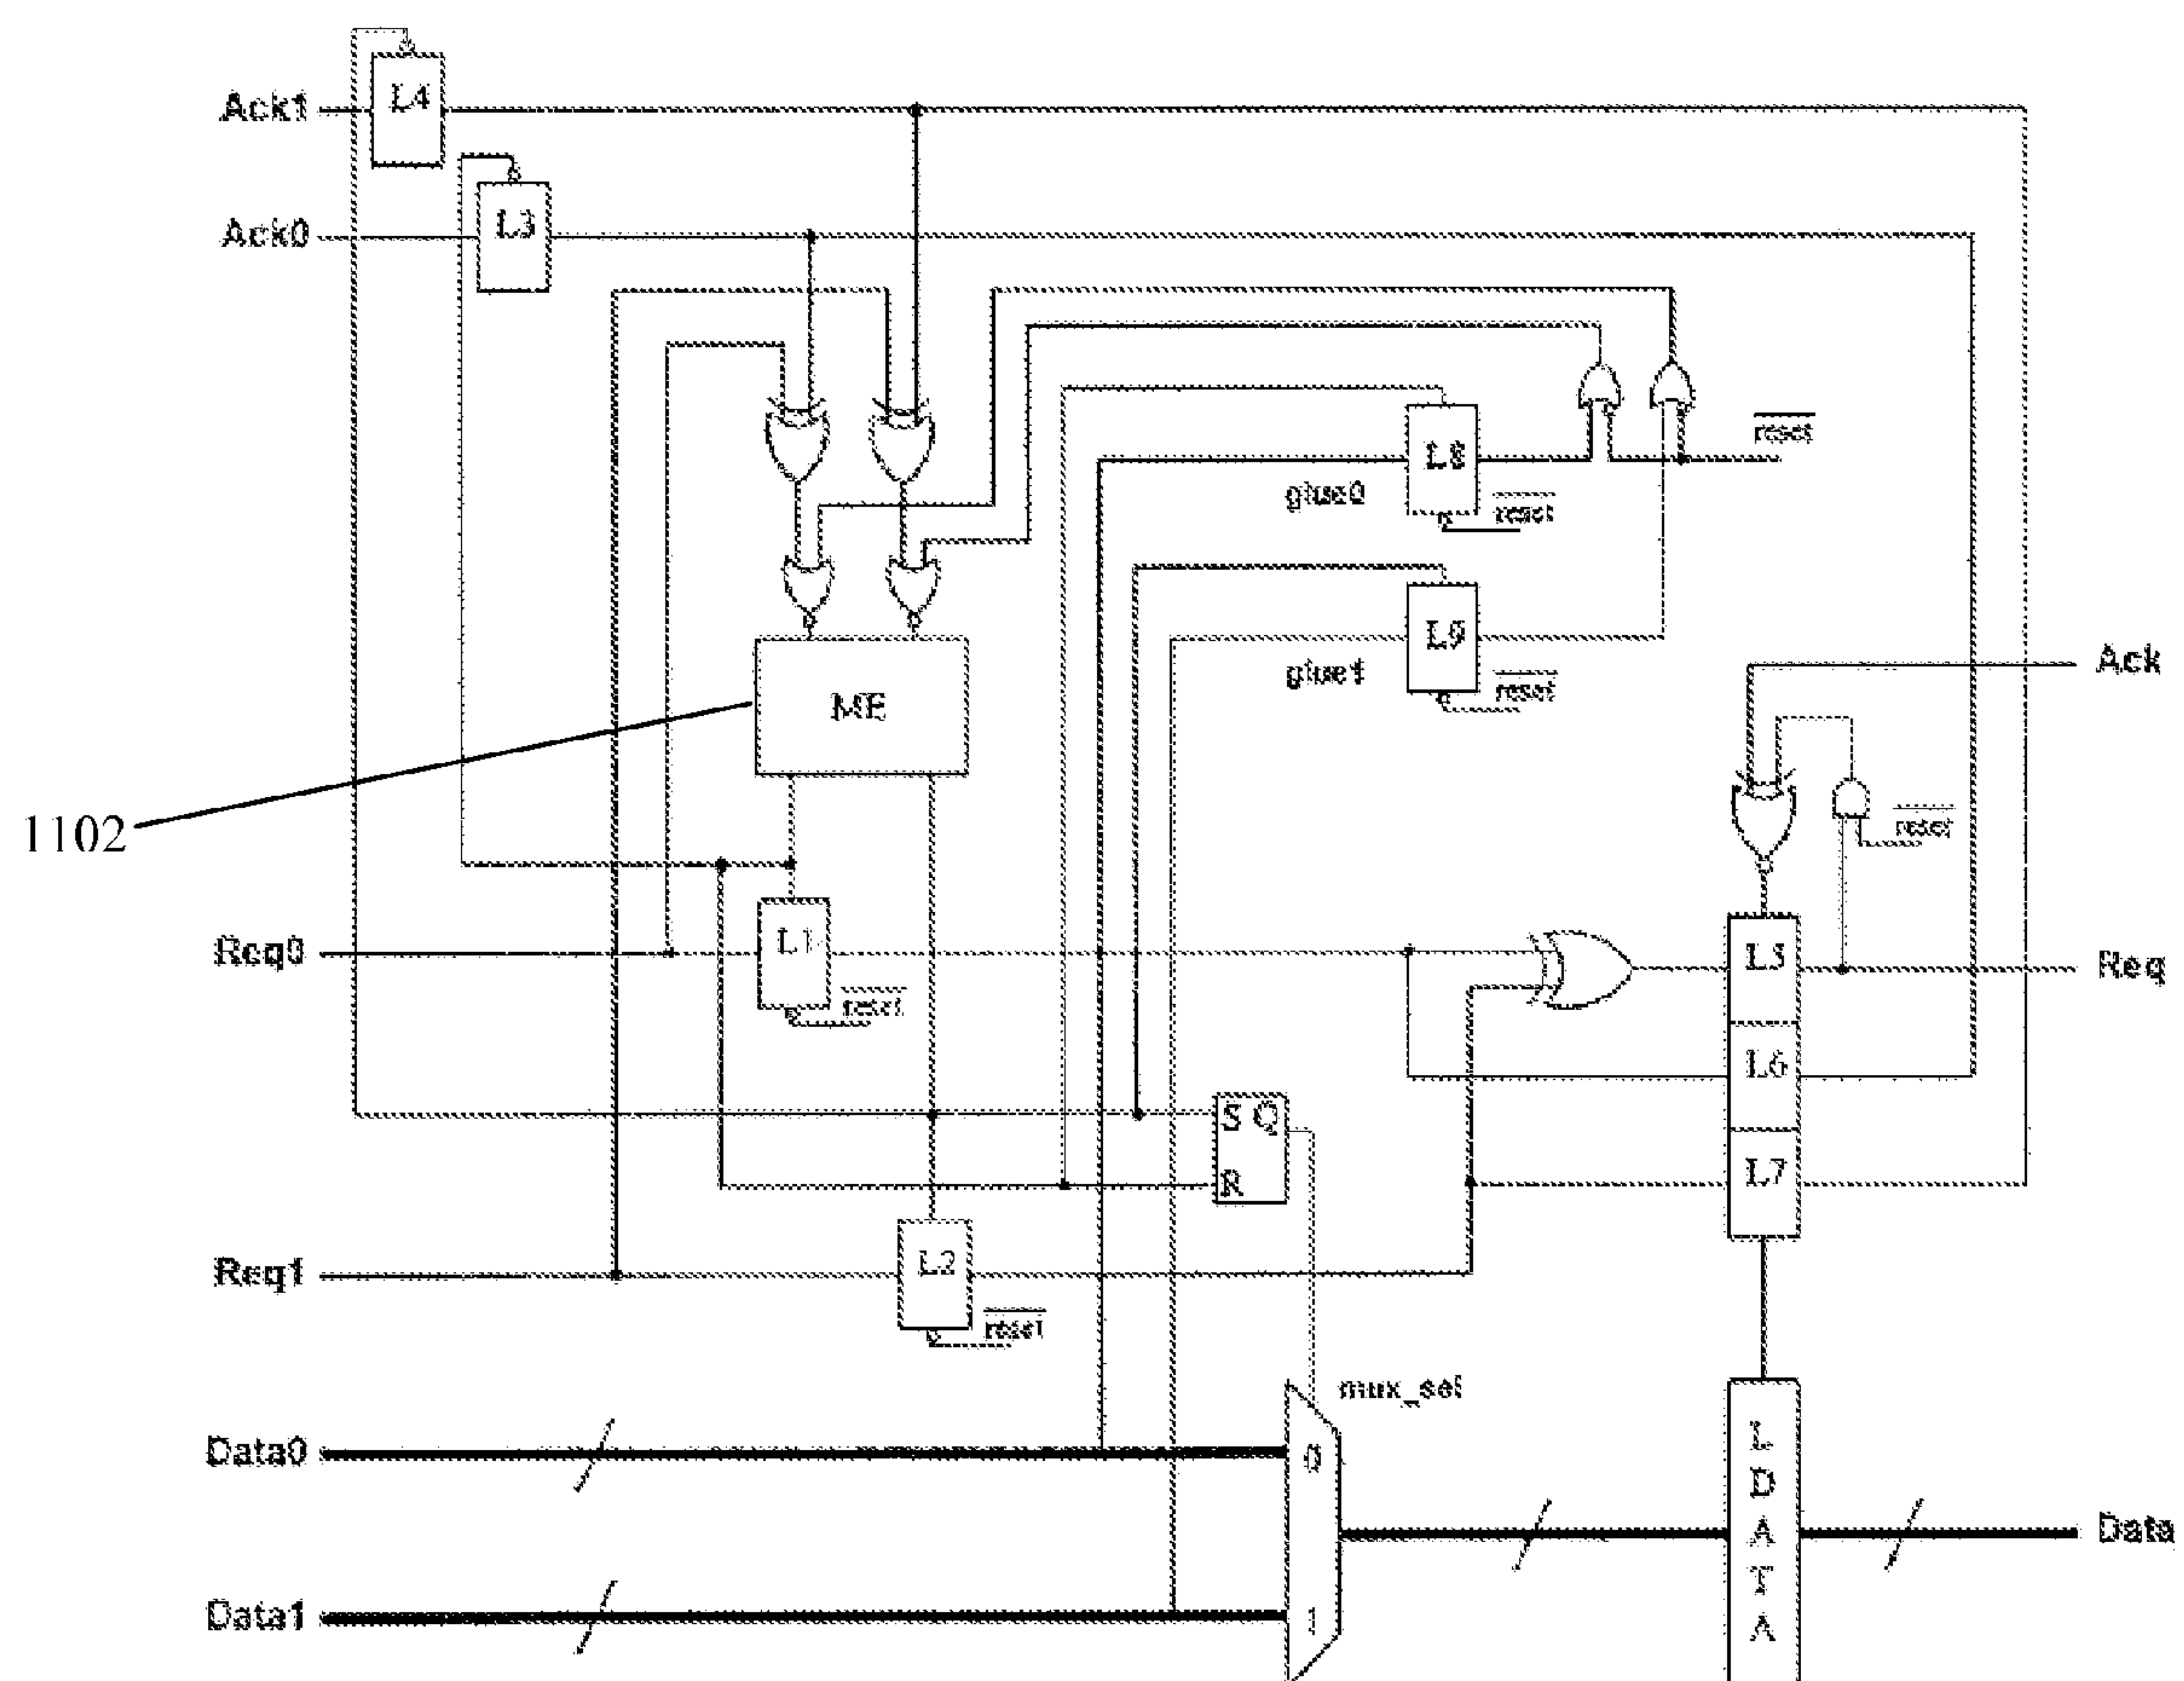 L4
Ack1
L3
Ack0
reset
L8
glue0
reset
L9
glue1
reset
Ack
ME
1102
reset
L1
Req0
reset
L5
Req
L6
S Q
R
L7
L2
Req1
reset
mux_sel
Data0
0
L
D
A
T
A
Data
Data1
1